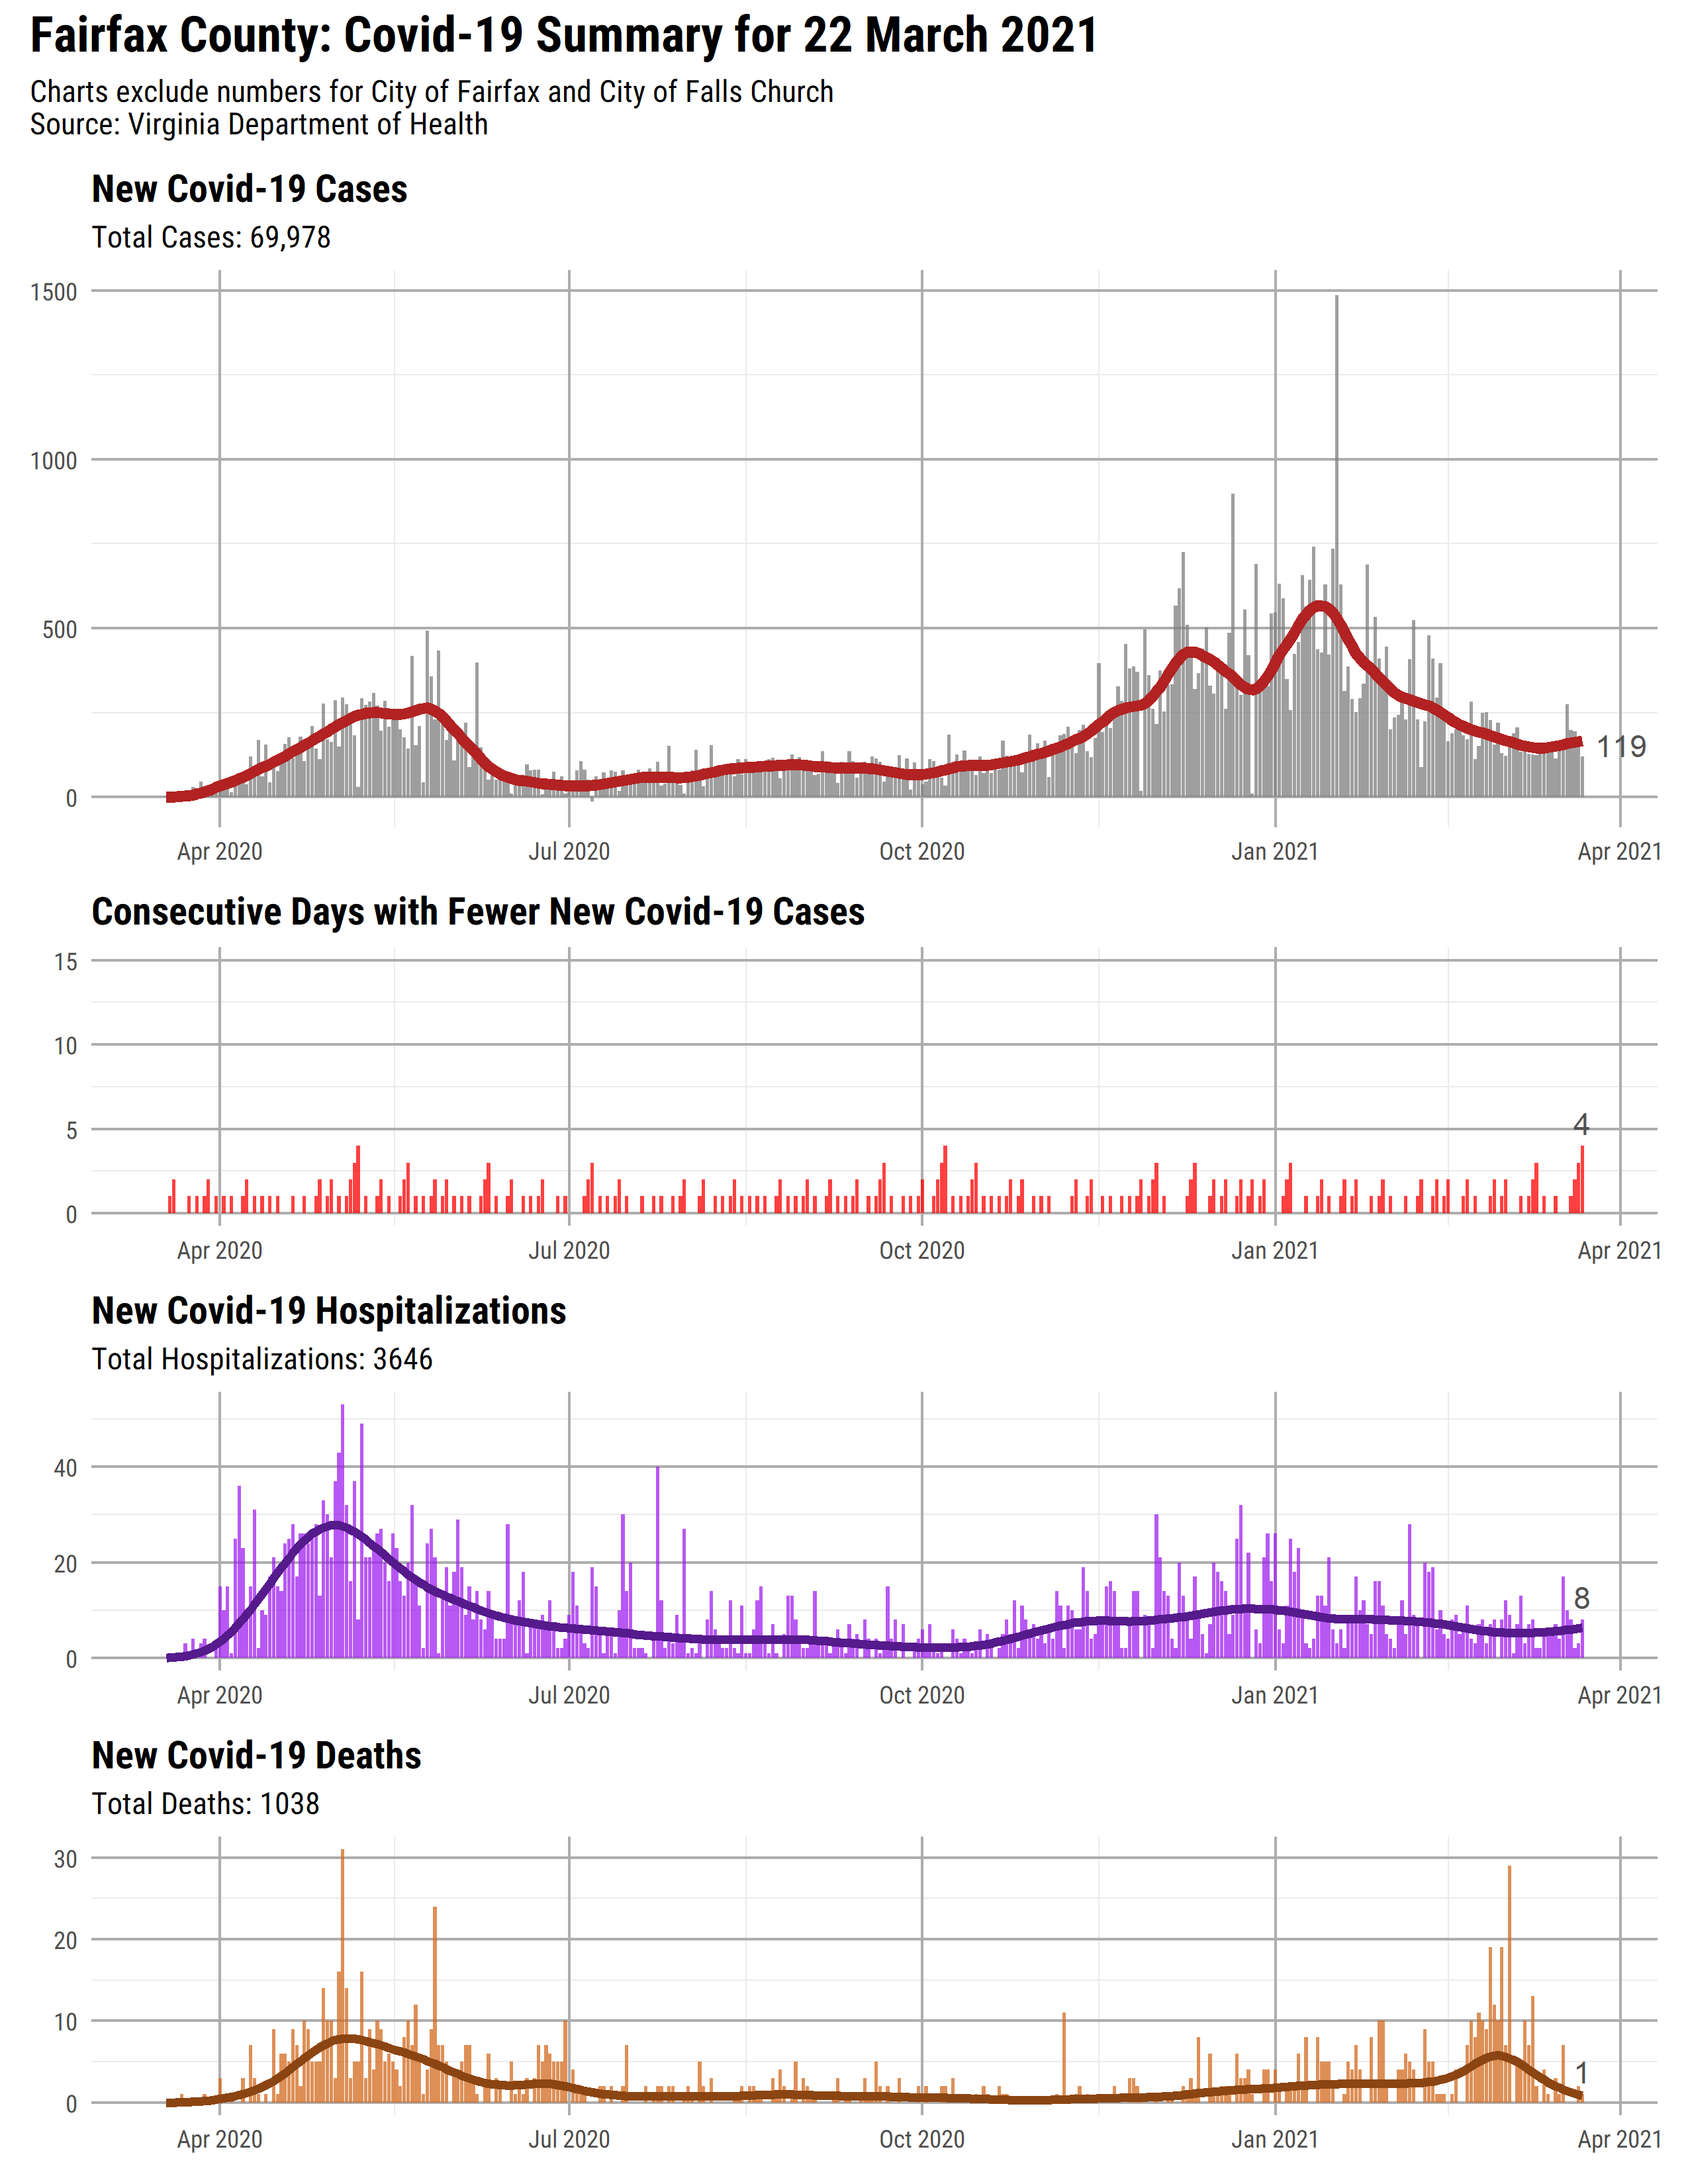 Fairfax County: Covid-19 Summary for 22 March 2021
Charts exclude numbers for City of Fairfax and City of Falls Church
Source: Virginia Department of Health
New Covid-19 Cases
Total Cases: 69,978
1500
1000
500
0
119
Apr 2020 Jul 2020 Oct 2020 Jan 2021 Apr 2021
Consecutive Days with Fewer New Covid-19 Cases
15
10
5
0
4
Apr 2020 Jul 2020 Oct 2020 Jan 2021 Apr 2021
New Covid-19 Hospitalizations
Total Hospitalizations: 3646
40
20
0
8
Apr 2020 Jul 2020 Oct 2020 Jan 2021 Apr 2021
New Covid-19 Deaths
Total Deaths: 1038
30
20
10
0
1
Apr 2020 Jul 2020 Oct 2020 Jan 2021 Apr 2021